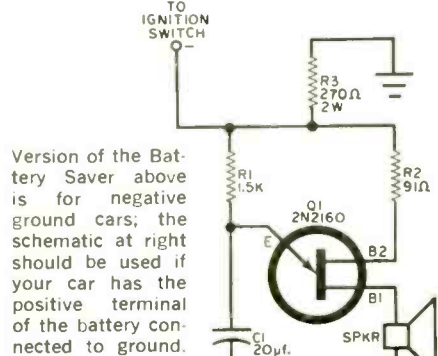 TO
IGNITION
SWITCH
−
R3
270Ω
2W
Version of the Bat-
tery Saver above
is for negative
ground cars; the
schematic at right
should be used if
your car has the
positive terminal
of the battery con-
nected to ground.
R1
1.5K
R2
91Ω
Q1
2N2160
E
B2
B1
C1
20µf.
SPKR